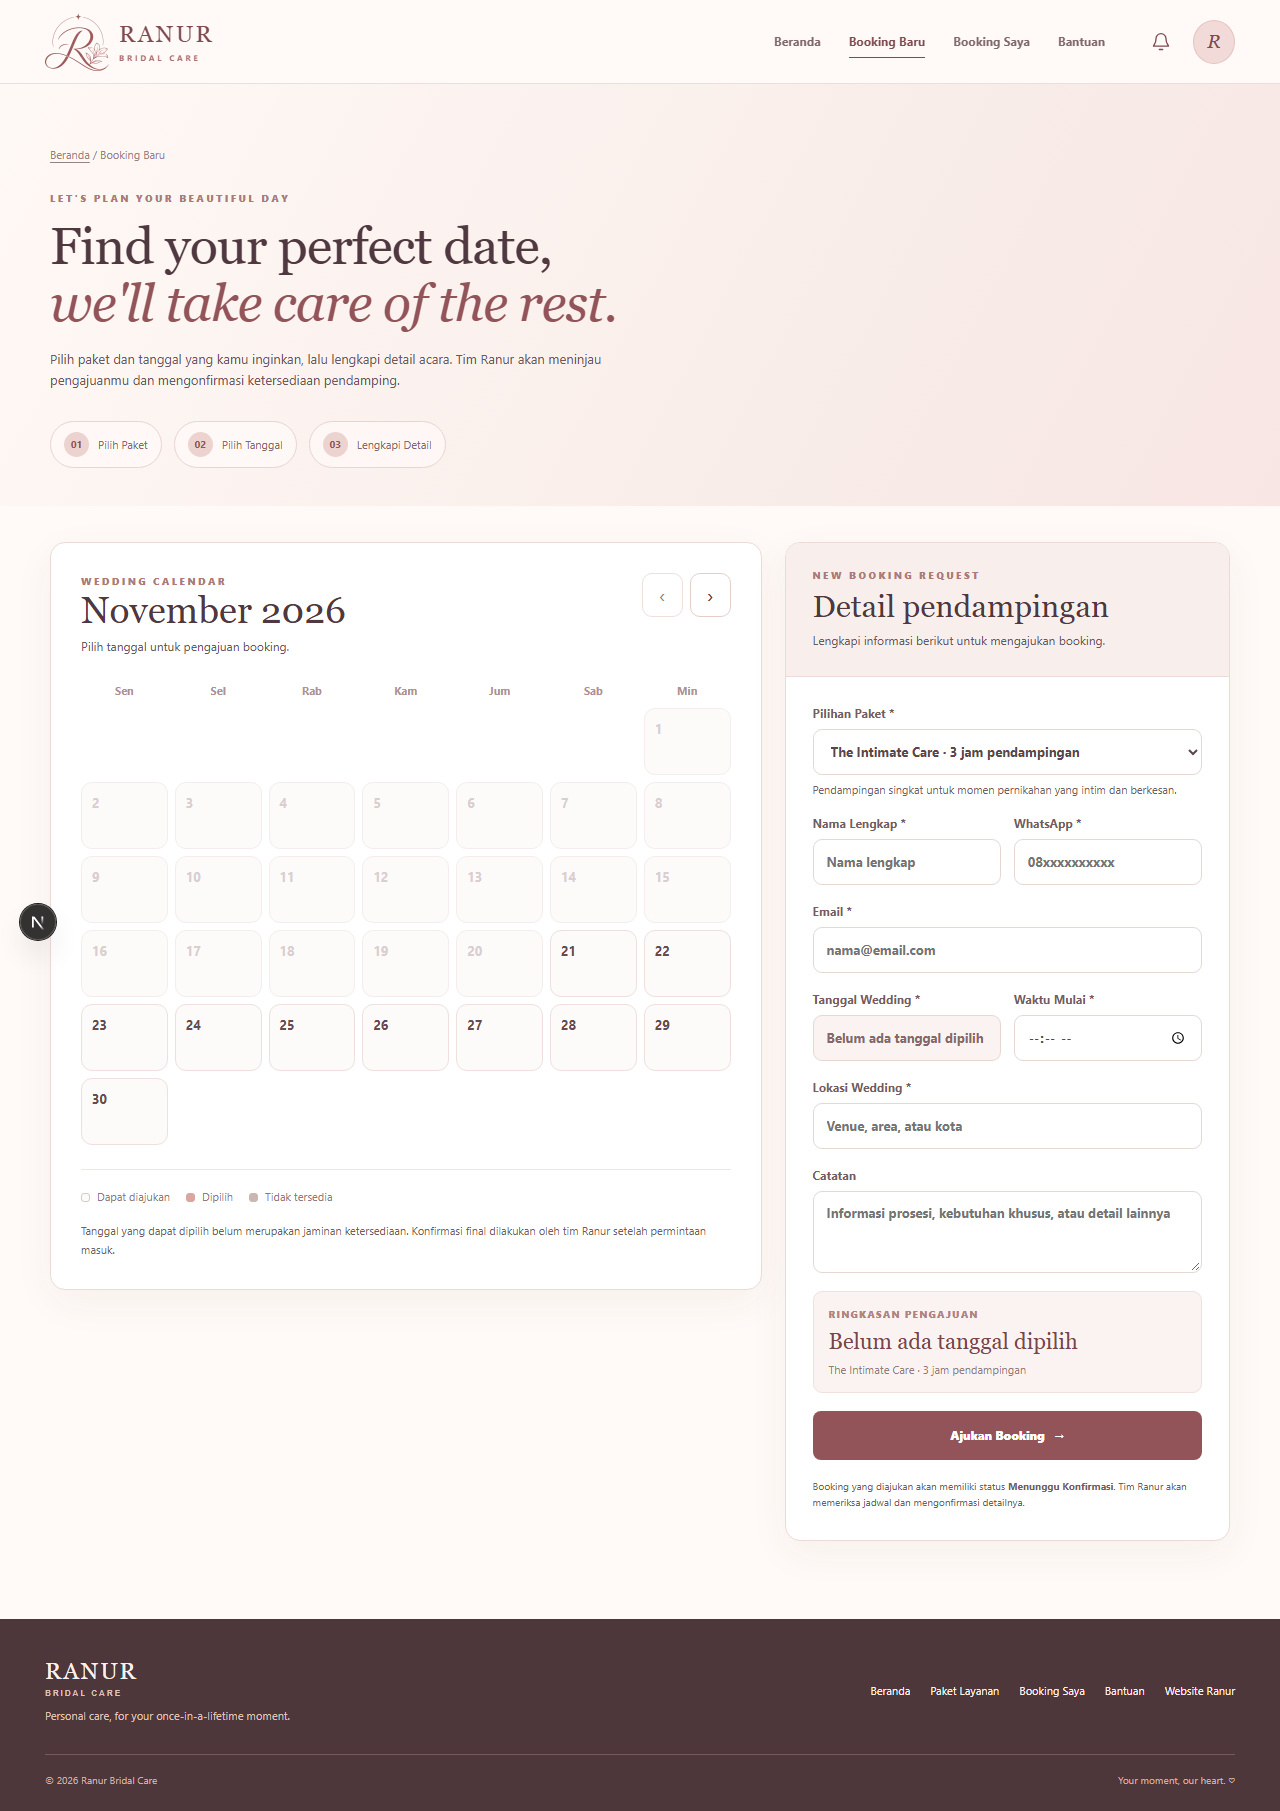 RANUR
BRIDAL CARE
Beranda
Booking Baru
Booking Saya
Bantuan
R
Beranda / Booking Baru
LET'S PLAN YOUR BEAUTIFUL DAY
Find your perfect date,
we'll take care of the rest.
Pilih paket dan tanggal yang kamu inginkan, lalu lengkapi detail acara. Tim Ranur akan meninjau
pengajuanmu dan mengonfirmasi ketersediaan pendamping.
01 Pilih Paket
02 Pilih Tanggal
03 Lengkapi Detail
WEDDING CALENDAR
November 2026
‹ ›
Pilih tanggal untuk pengajuan booking.
Sen Sel Rab Kam Jum Sab Min
1
2 3 4 5 6 7 8
9 10 11 12 13 14 15
16 17 18 19 20 21 22
23 24 25 26 27 28 29
30
Dapat diajukan
Dipilih
Tidak tersedia
Tanggal yang dapat dipilih belum merupakan jaminan ketersediaan. Konfirmasi final dilakukan oleh tim Ranur setelah permintaan
masuk.
N
NEW BOOKING REQUEST
Detail pendampingan
Lengkapi informasi berikut untuk mengajukan booking.
Pilihan Paket *
The Intimate Care · 3 jam pendampingan
Pendampingan singkat untuk momen pernikahan yang intim dan berkesan.
Nama Lengkap * WhatsApp *
Nama lengkap 08xxxxxxxxxx
Email *
nama@email.com
Tanggal Wedding * Waktu Mulai *
Belum ada tanggal dipilih --:-- --
Lokasi Wedding *
Venue, area, atau kota
Catatan
Informasi prosesi, kebutuhan khusus, atau detail lainnya
RINGKASAN PENGAJUAN
Belum ada tanggal dipilih
The Intimate Care · 3 jam pendampingan
Ajukan Booking →
Booking yang diajukan akan memiliki status Menunggu Konfirmasi. Tim Ranur akan
memeriksa jadwal dan mengonfirmasi detailnya.
RANUR
BRIDAL CARE
Personal care, for your once-in-a-lifetime moment.
Beranda
Paket Layanan
Booking Saya
Bantuan
Website Ranur
© 2026 Ranur Bridal Care
Your moment, our heart. ♡